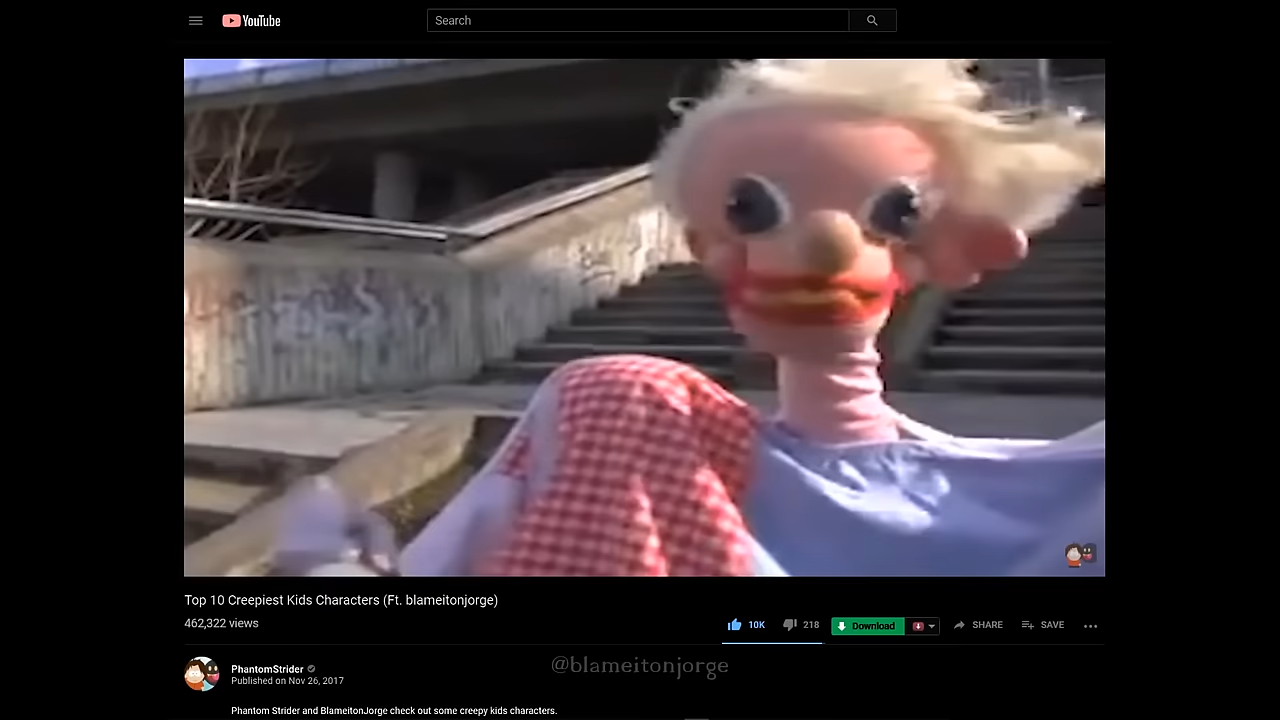 YouTube
Search
Top 10 Creepiest Kids Characters (Ft. blameitonjorge)
462,322 views
10K 218 Download SHARE SAVE
PhantomStrider
@blameitonjorge
Published on Nov 26, 2017
Phantom Strider and BlameitonJorge check out some creepy kids characters.